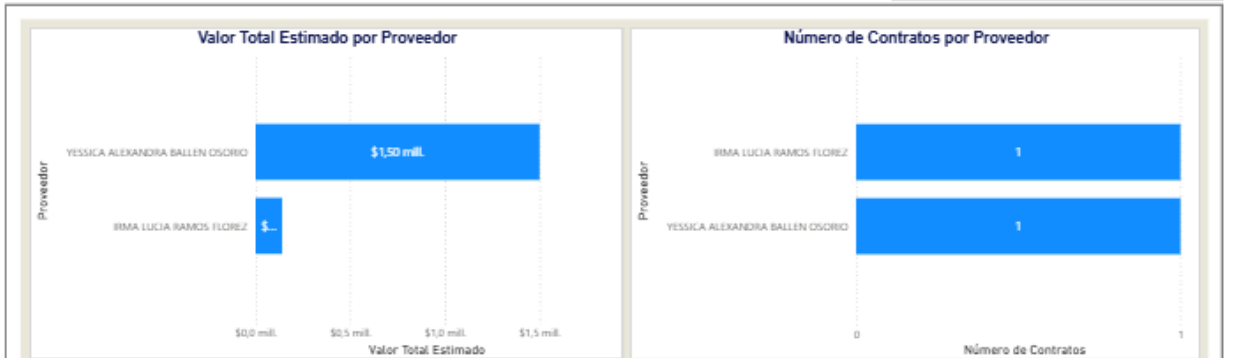 Valor Total Estimado por Proveedor
Proveedor
YESSICA ALEXANDRA BALLEN OSORIO
$1,50 mill.
IRMA LUCIA RAMOS FLOREZ
$...
$0,0 mill.
$0,5 mill.
$1,0 mill.
$1,5 mill.
Valor Total Estimado
Número de Contratos por Proveedor
Proveedor
IRMA LUCIA RAMOS FLOREZ
1
YESSICA ALEXANDRA BALLEN OSORIO
1
0
1
Número de Contratos